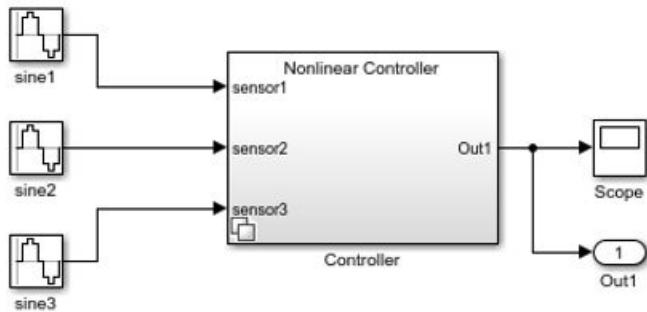 sine1
sine2
sine3
Nonlinear Controller
sensor1
sensor2
sensor3
Out1
Controller
Scope
1
Out1